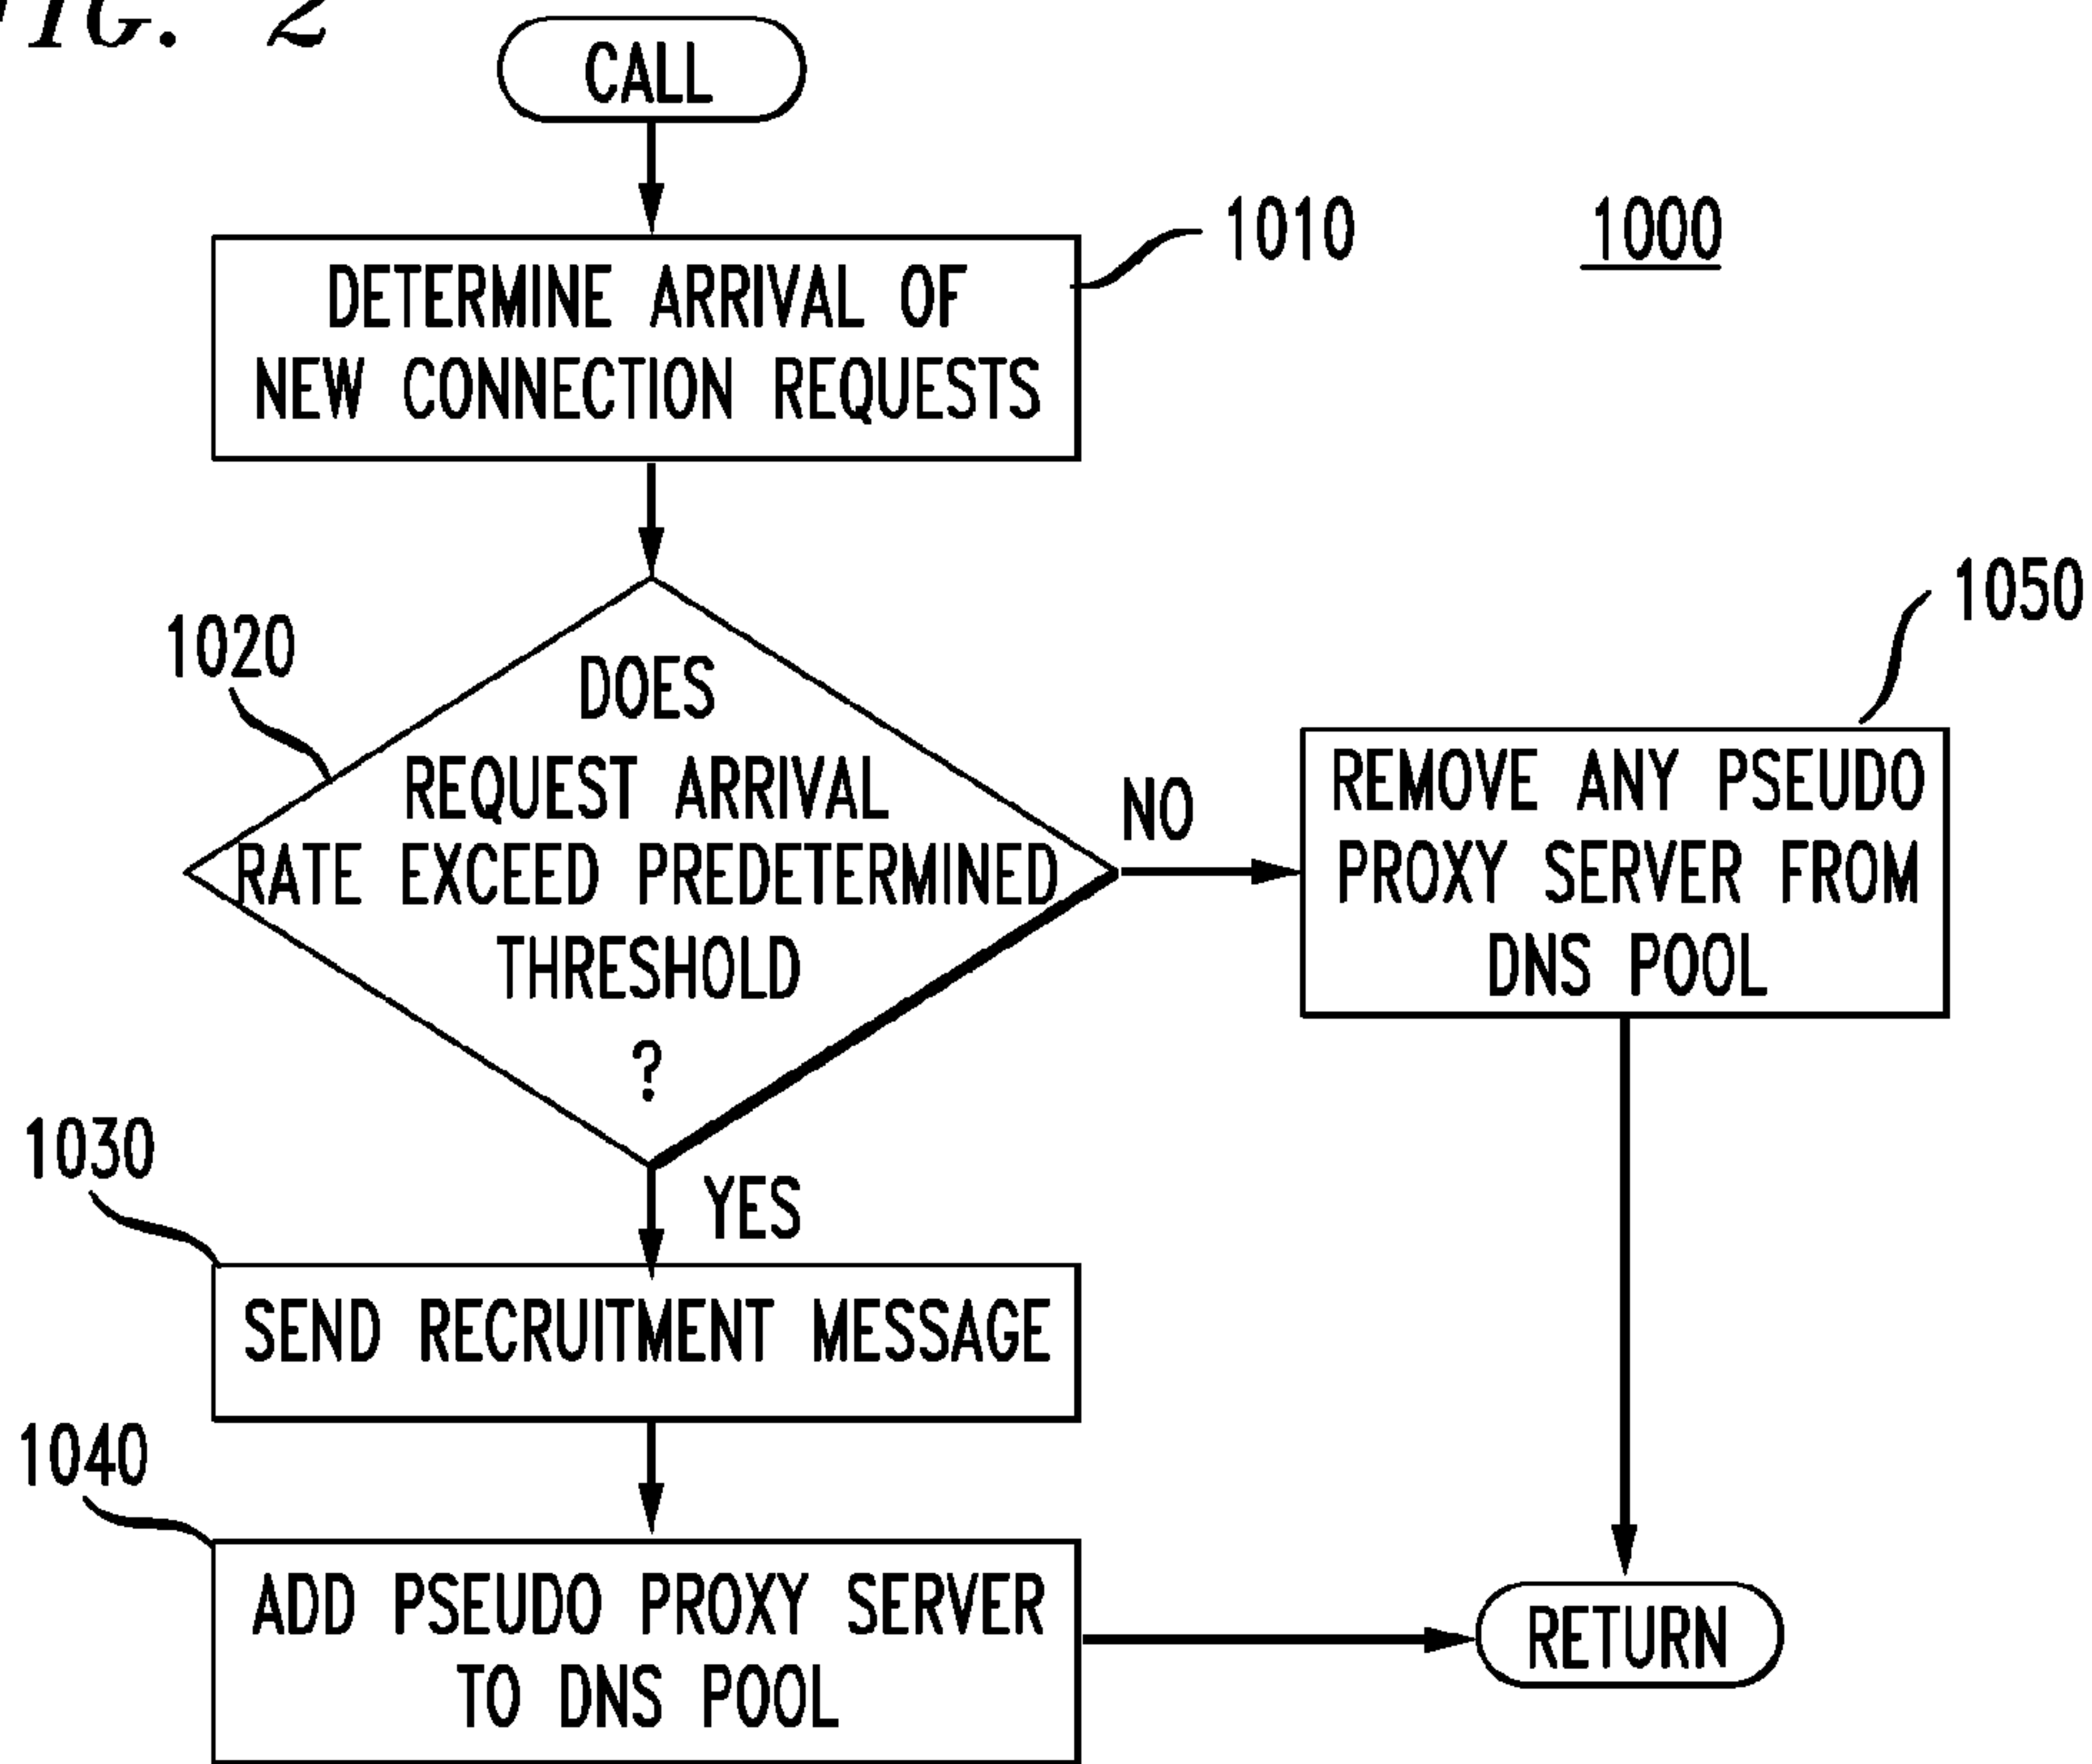 FIG. 2
CALL
1010
1000
DETERMINE ARRIVAL OF
NEW CONNECTION REQUESTS
1020
DOES
REQUEST ARRIVAL
RATE EXCEED PREDETERMINED
THRESHOLD
?
NO
1050
REMOVE ANY PSEUDO
PROXY SERVER FROM
DNS POOL
YES
1030
SEND RECRUITMENT MESSAGE
1040
ADD PSEUDO PROXY SERVER
TO DNS POOL
RETURN